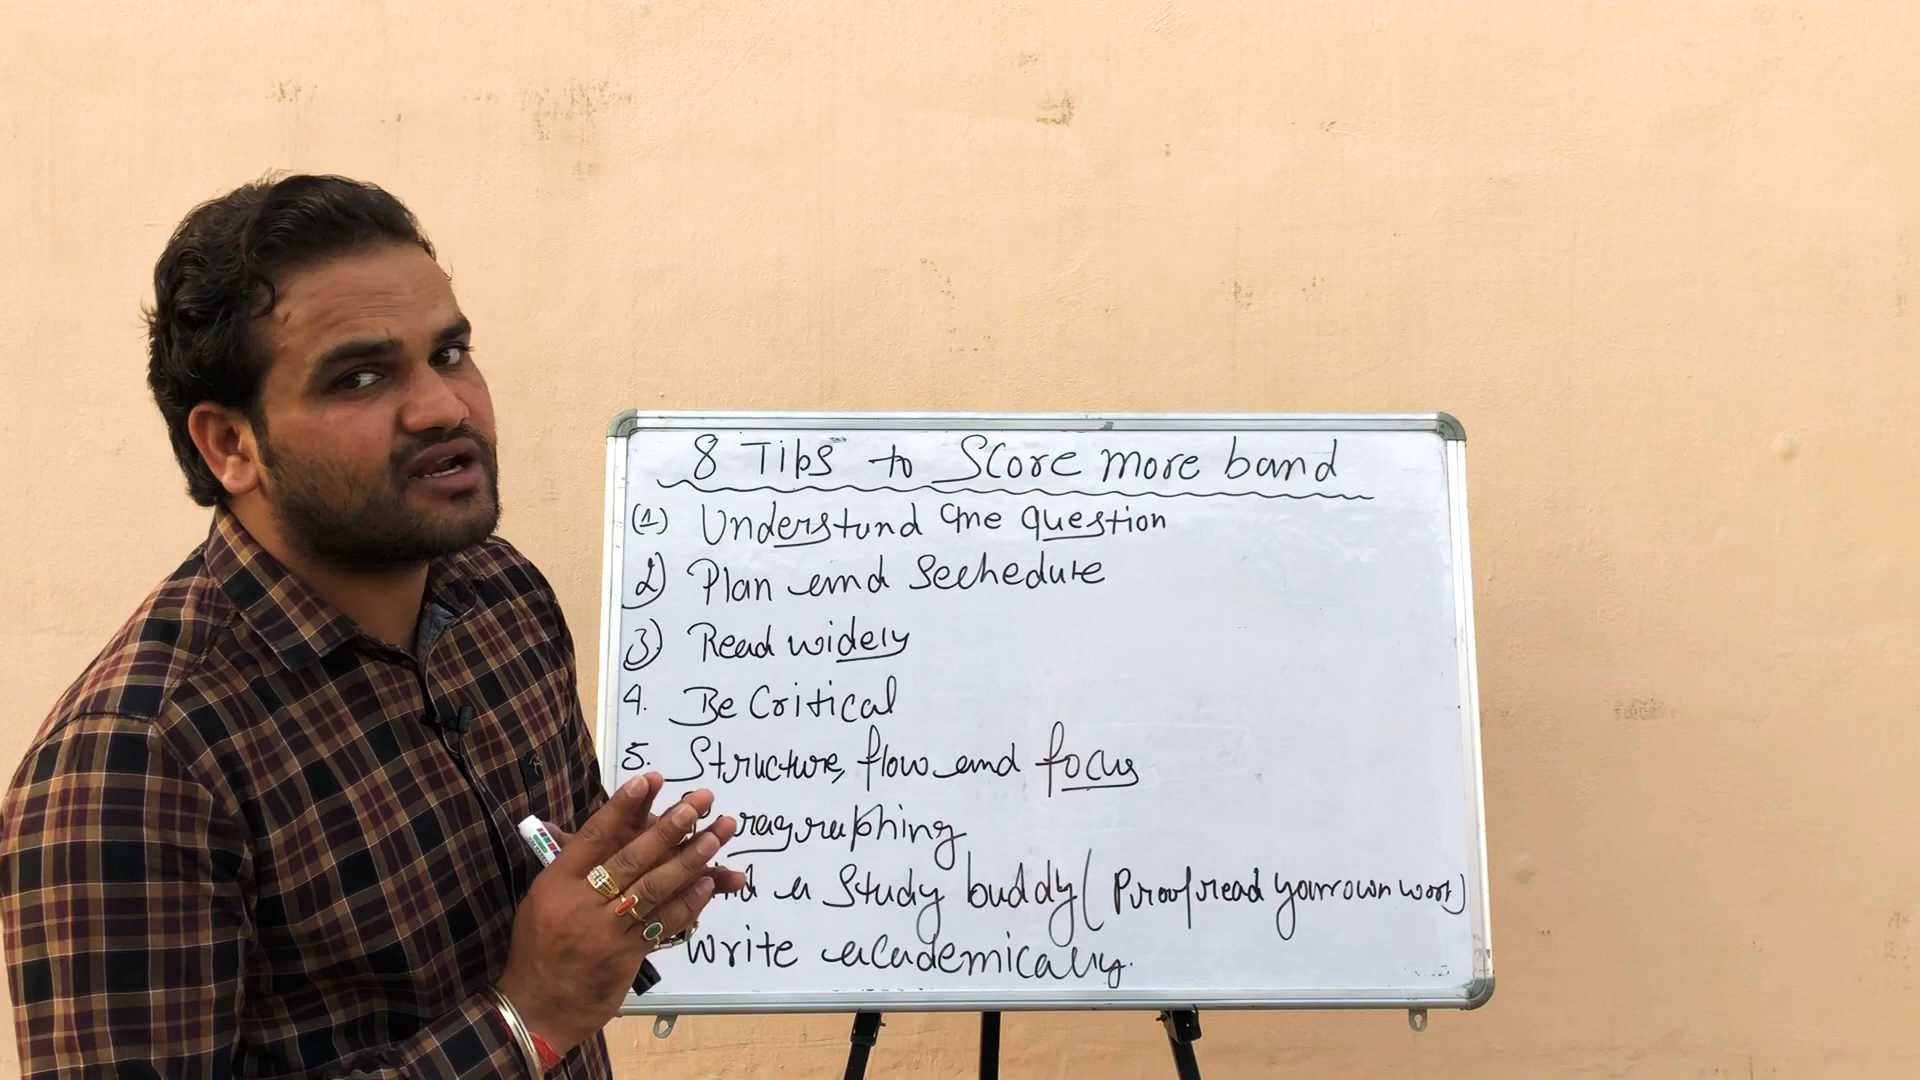 8 Tips to Score more band
(1) Understand the question
2) Plan and Schedule
3) Read widely
4. Be Critical
5. Structure, flow and focus
Paragraphing
a Study buddy (Proofread your own work)
write academically.